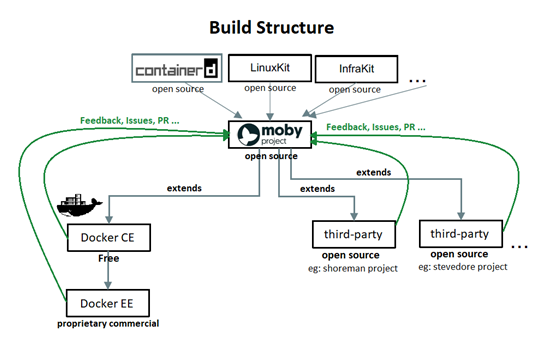 Build Structure
containerd
LinuxKit
InfraKit
open source
open source
open source
...
Feedback, Issues, PR ...
moby
project
Feedback, Issues, PR ...
open source
extends
extends
extends
Docker CE
third-party
third-party
Free
open source
open source
...
eg: shoreman project
eg: stevedore project
Docker EE
proprietary commercial